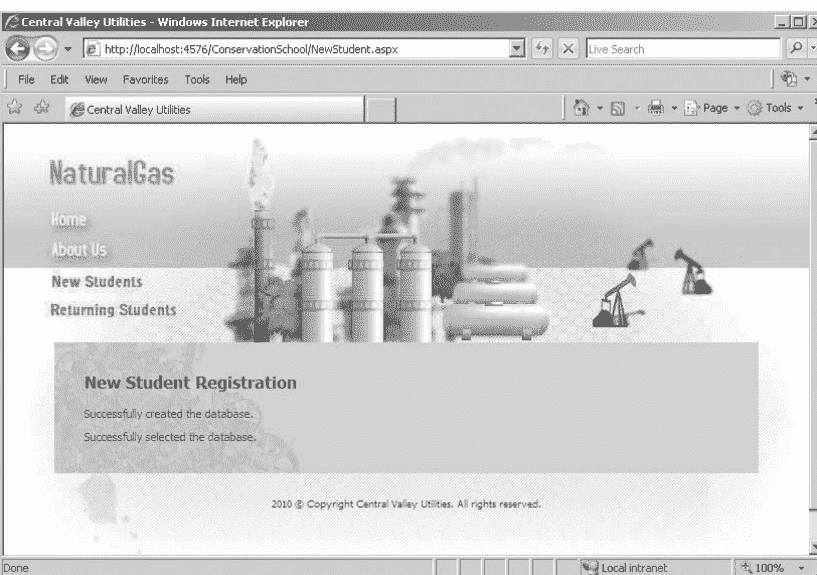 Central Valley Utilities - Windows Internet Explorer
http://localhost:4576/ConservationSchool/NewStudent.aspx
Live Search
File Edit View Favorites Tools Help
Central Valley Utilities
Page Tools
NaturalGas
Home
About Us
New Students
Returning Students
New Student Registration
Successfully created the database.
Successfully selected the database.
2010 © Copyright Central Valley Utilities. All rights reserved.
Done Local intranet 100%